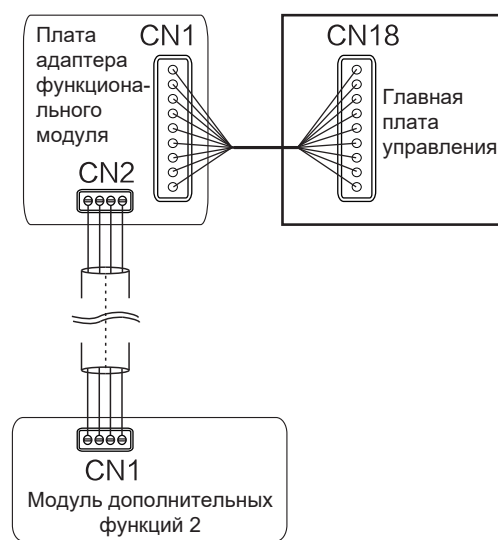 Плата
адаптера
функциона-
льного
модуля
CN1
CN2
CN18
Главная
плата
управления
CN1
Модуль дополнительных
функций 2